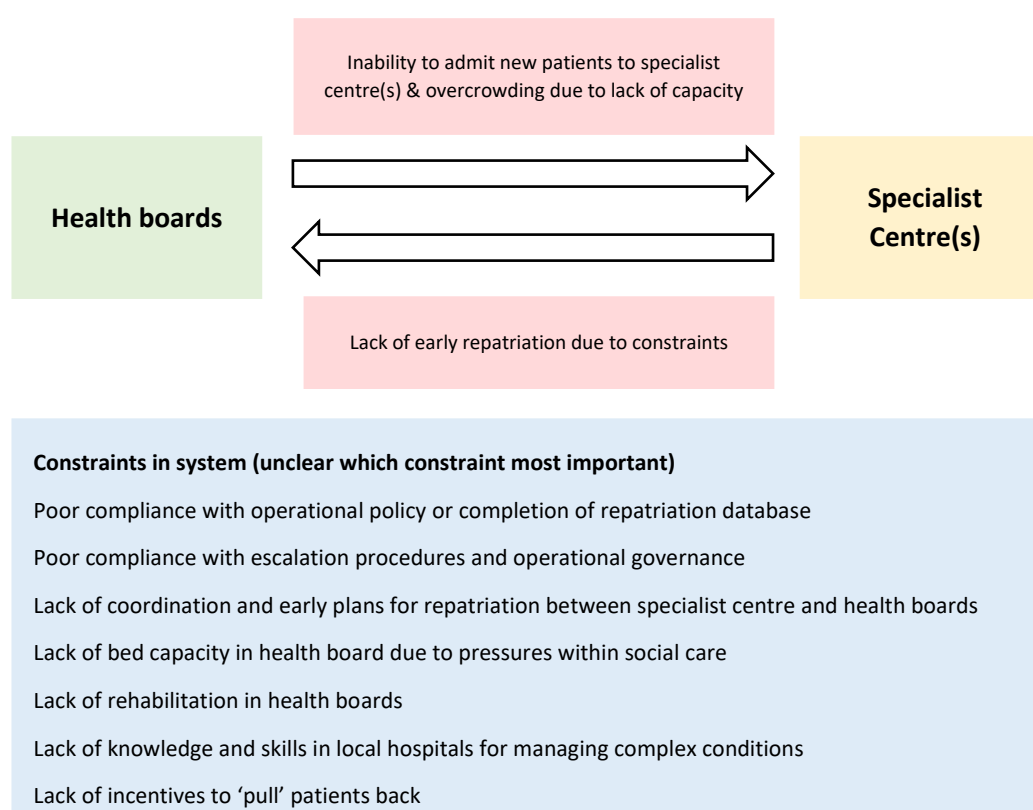 Inability to admit new patients to specialist
centre(s) & overcrowding due to lack of capacity
Health boards
Specialist
Centre(s)
Lack of early repatriation due to constraints
Constraints in system (unclear which constraint most important)
Poor compliance with operational policy or completion of repatriation database
Poor compliance with escalation procedures and operational governance
Lack of coordination and early plans for repatriation between specialist centre and health boards
Lack of bed capacity in health board due to pressures within social care
Lack of rehabilitation in health boards
Lack of knowledge and skills in local hospitals for managing complex conditions
Lack of incentives to ‘pull’ patients back